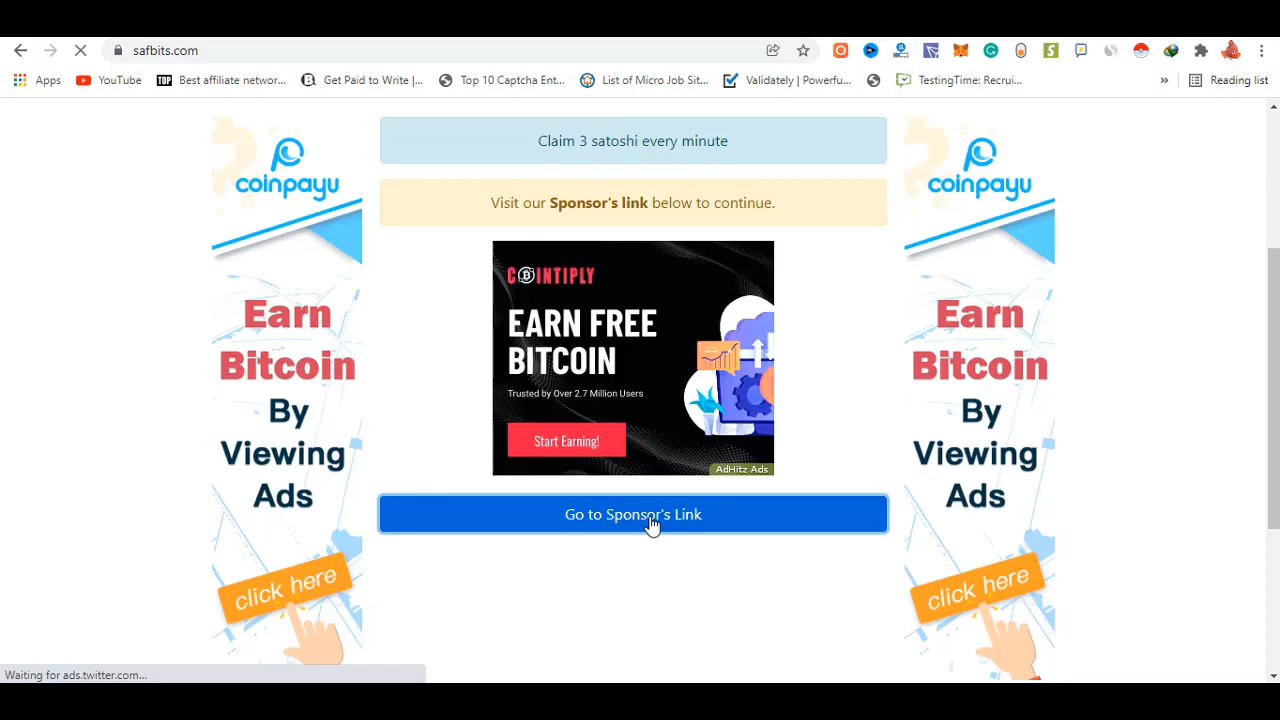 safbits.com
Apps
YouTube
Best affiliate networ...
Get Paid to Write |...
Top 10 Captcha Ent...
List of Micro Job Sit...
Validately | Powerfu...
TestingTime: Recrui...
»
Reading list
Claim 3 satoshi every minute
Visit our Sponsor's link below to continue.
coinpayu
Earn
Bitcoin
By
Viewing
Ads
click here
COINTIPLY
EARN FREE
BITCOIN
Trusted by Over 2.7 Million Users
Start Earning!
AdHitz Ads
Go to Sponsor's Link
coinpayu
Earn
Bitcoin
By
Viewing
Ads
click here
Waiting for ads.twitter.com...